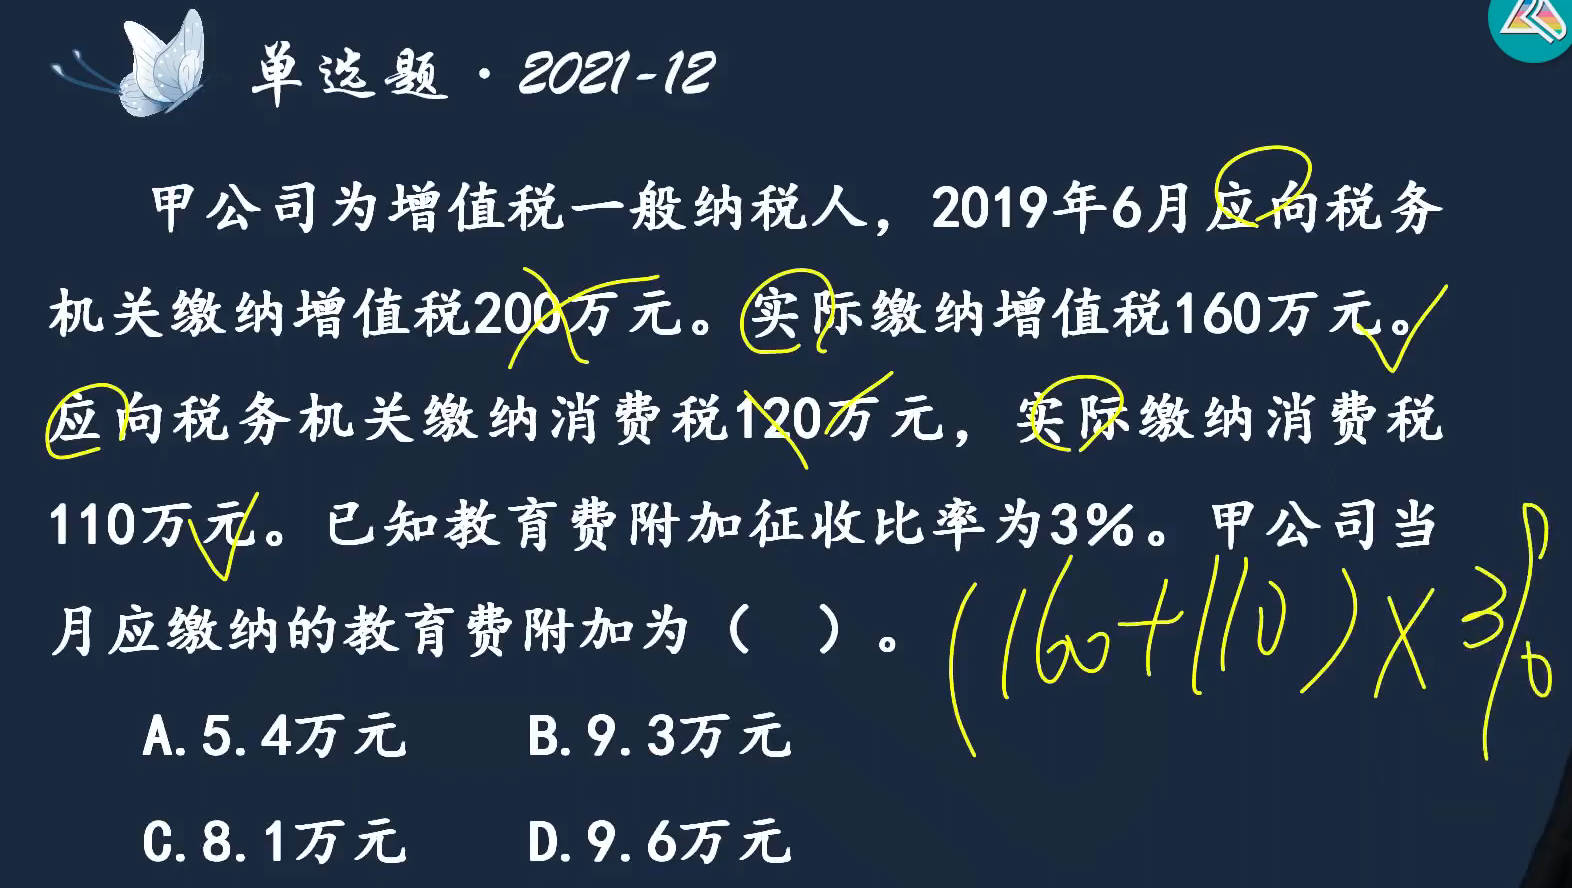 单选题·2021-12
甲公司为增值税一般纳税人，2019年6月应向税务
机关缴纳增值税200万元。实际缴纳增值税160万元。
应向税务机关缴纳消费税120万元，实际缴纳消费税
110万元。已知教育费附加征收比率为3%。甲公司当
月应缴纳的教育费附加为（ ）。
(160+110)×3%
A.5.4万元 B.9.3万元
C.8.1万元 D.9.6万元